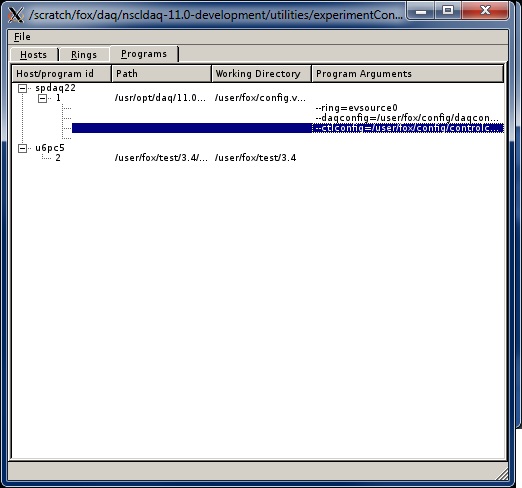 /scratch/fox/daq/nscldaq-11.0-development/utilities/experimentCon...
File
Hosts Rings Programs
Host/program id Path Working Directory Program Arguments
spdaq22
1 /usr/opt/daq/11.0... /user/fox/config.v...
--ring=evsource0
--daqconfig=/user/fox/config/daqcon...
--ctlconfig=/user/fox/config/controlc...
u6pc5
2 /user/fox/test/3.4/... /user/fox/test/3.4